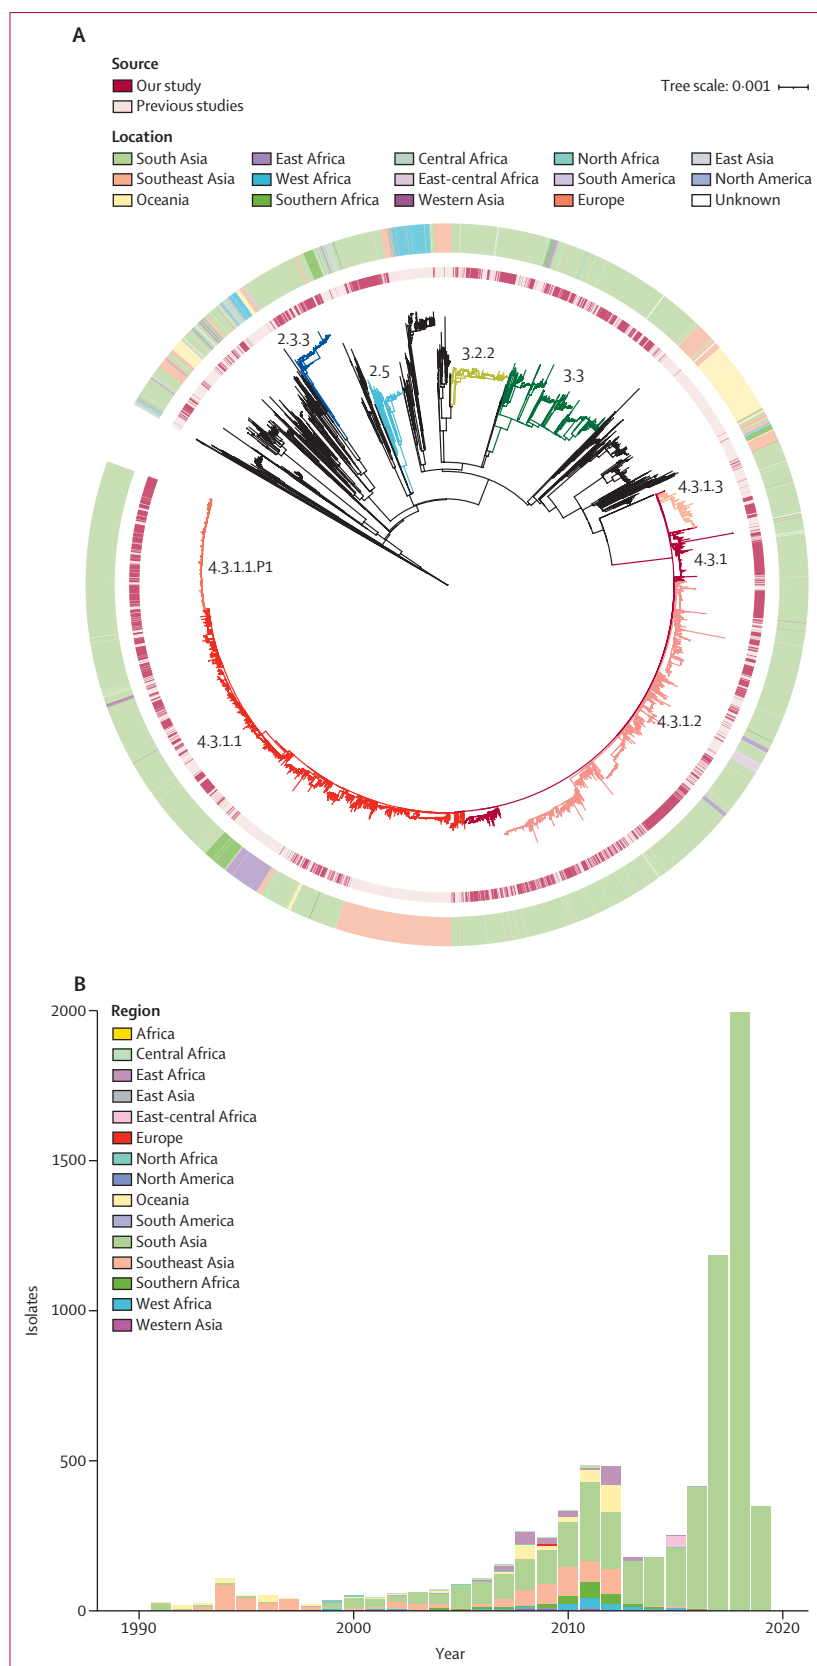 A
Source
Our study
Previous studies
Tree scale: 0·001
Location
South Asia
East Africa
Central Africa
North Africa
East Asia
Southeast Asia
West Africa
East-central Africa
South America
North America
Oceania
Southern Africa
Western Asia
Europe
Unknown
2.3.3
2.5
3.2.2
3.3
4.3.1.3
4.3.1
4.3.1.1.P1
4.3.1.2
4.3.1.1
B
Region
Africa
Central Africa
East Africa
East Asia
East-central Africa
Europe
North Africa
North America
Oceania
South America
South Asia
Southeast Asia
Southern Africa
West Africa
Western Asia
2000
1500
1000
500
0
Isolates
1990
2000
2010
2020
Year